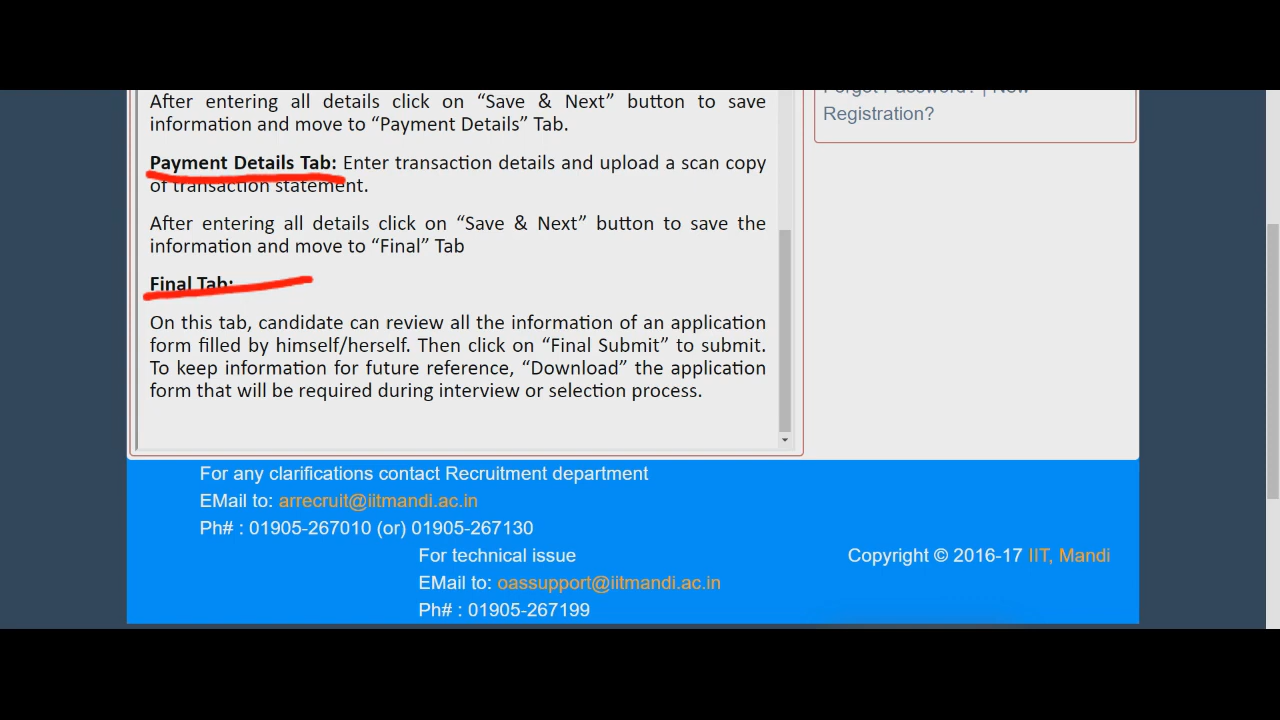 After entering all details click on “Save & Next” button to save
information and move to “Payment Details” Tab.
Payment Details Tab: Enter transaction details and upload a scan copy
of transaction statement.
After entering all details click on “Save & Next” button to save the
information and move to “Final” Tab
Final Tab:
On this tab, candidate can review all the information of an application
form filled by himself/herself. Then click on “Final Submit” to submit.
To keep information for future reference, “Download” the application
form that will be required during interview or selection process.
Forgot Password? | New
Registration?
For any clarifications contact Recruitment department
EMail to: arrecruit@iitmandi.ac.in
Ph# : 01905-267010 (or) 01905-267130
For technical issue
EMail to: oassupport@iitmandi.ac.in
Ph# : 01905-267199
Copyright © 2016-17 IIT, Mandi